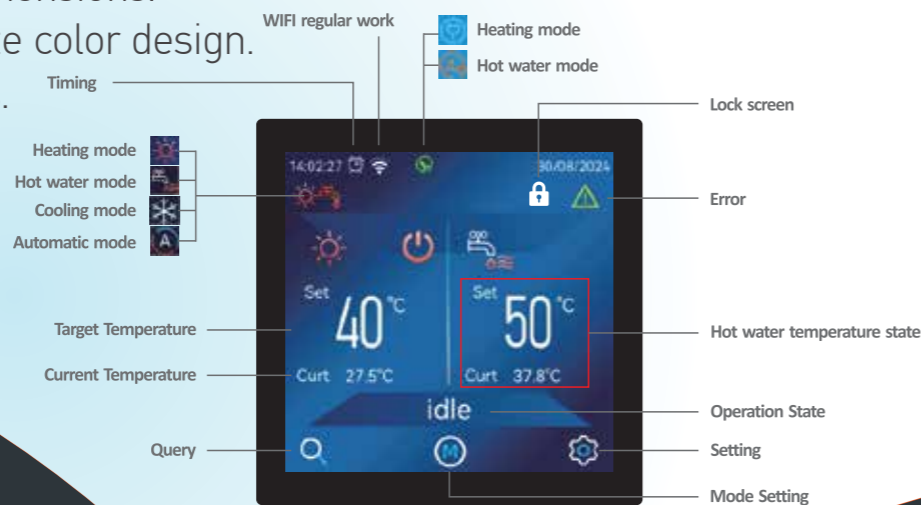 e color design.
.
WIFI regular work
Heating mode
Hot water mode
Timing
Lock screen
Heating mode
Hot water mode
Cooling mode
Automatic mode
A
Error
14:02:27
30/08/2024
Set
40°C
Curt 27.5°C
Set
50°C
Curt 37.8°C
Target Temperature
Current Temperature
Hot water temperature state
idle
Operation State
Query
M
Setting
Mode Setting